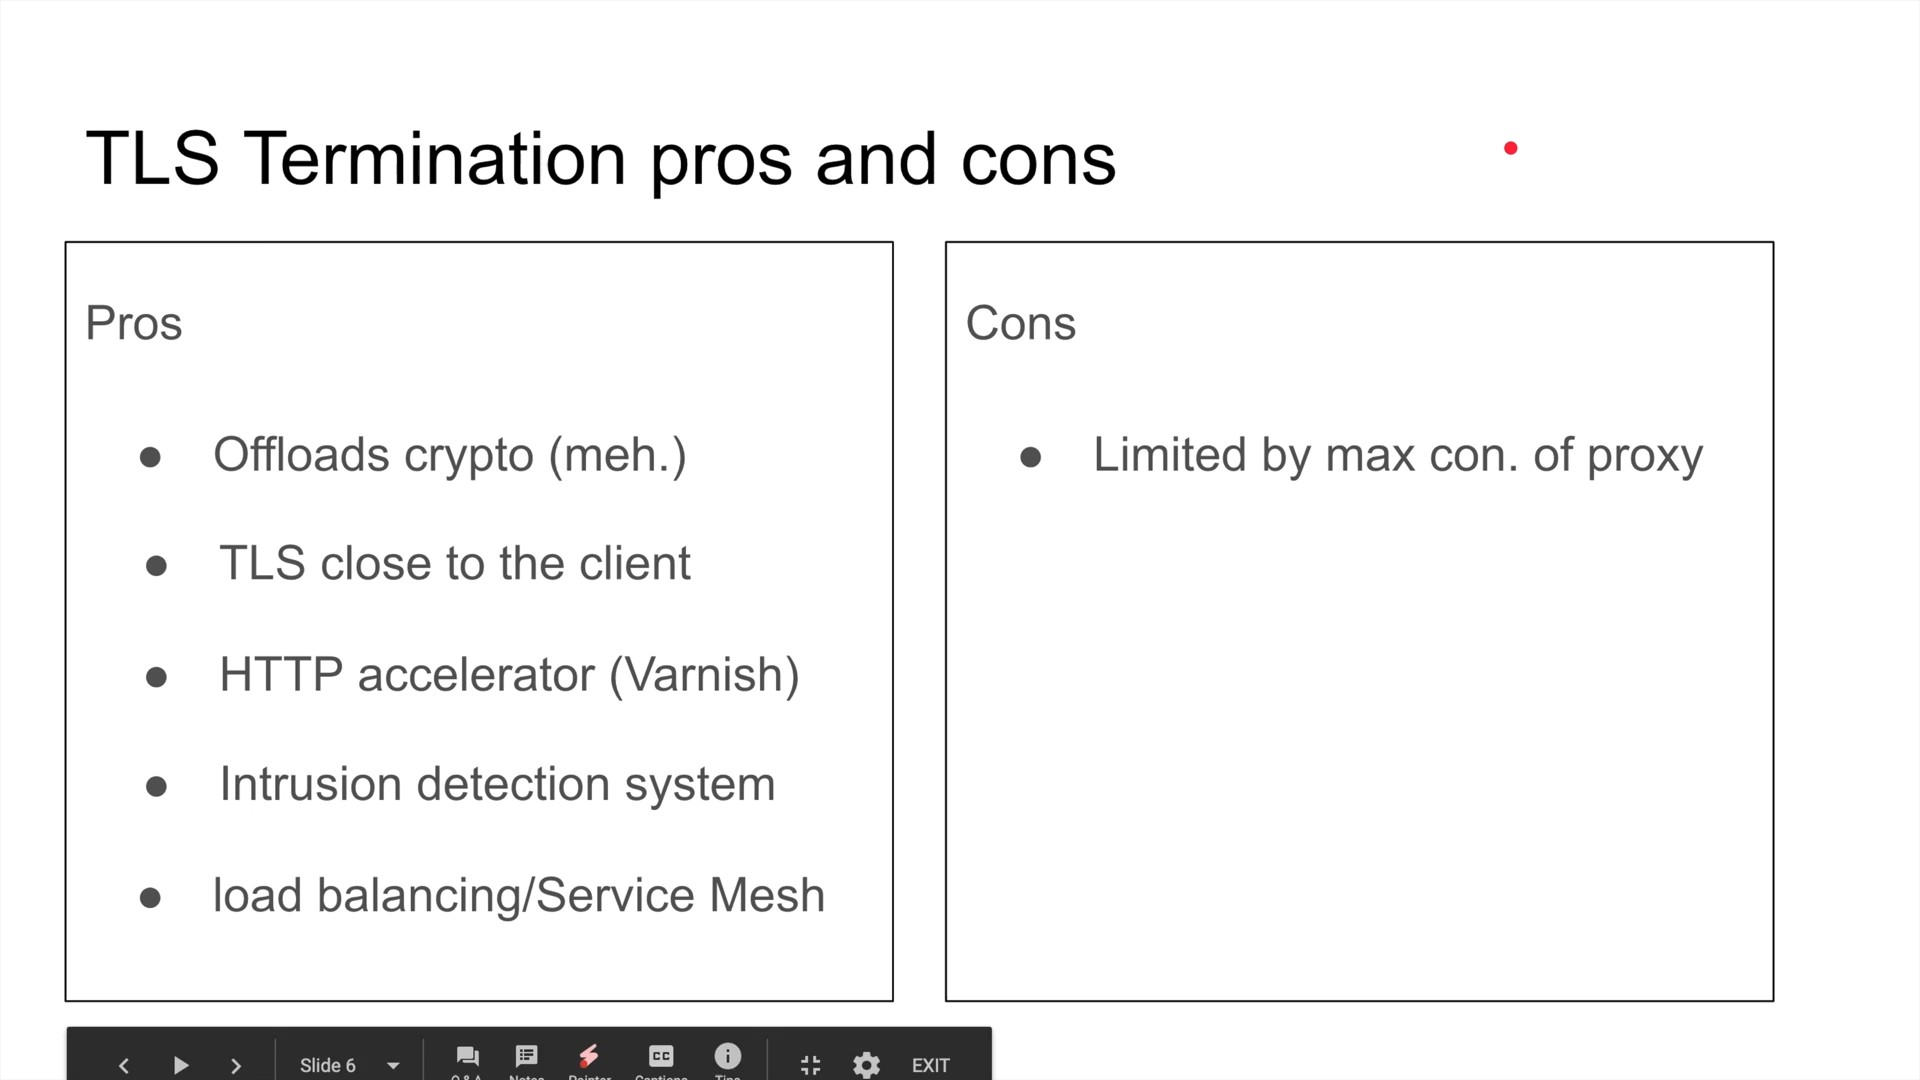 TLS Termination pros and cons
Pros
● Offloads crypto (meh.)
● TLS close to the client
● HTTP accelerator (Varnish)
● Intrusion detection system
● load balancing/Service Mesh
Cons
● Limited by max con. of proxy
Slide 6
Q & A Notes Pointer Captions Tips
EXIT